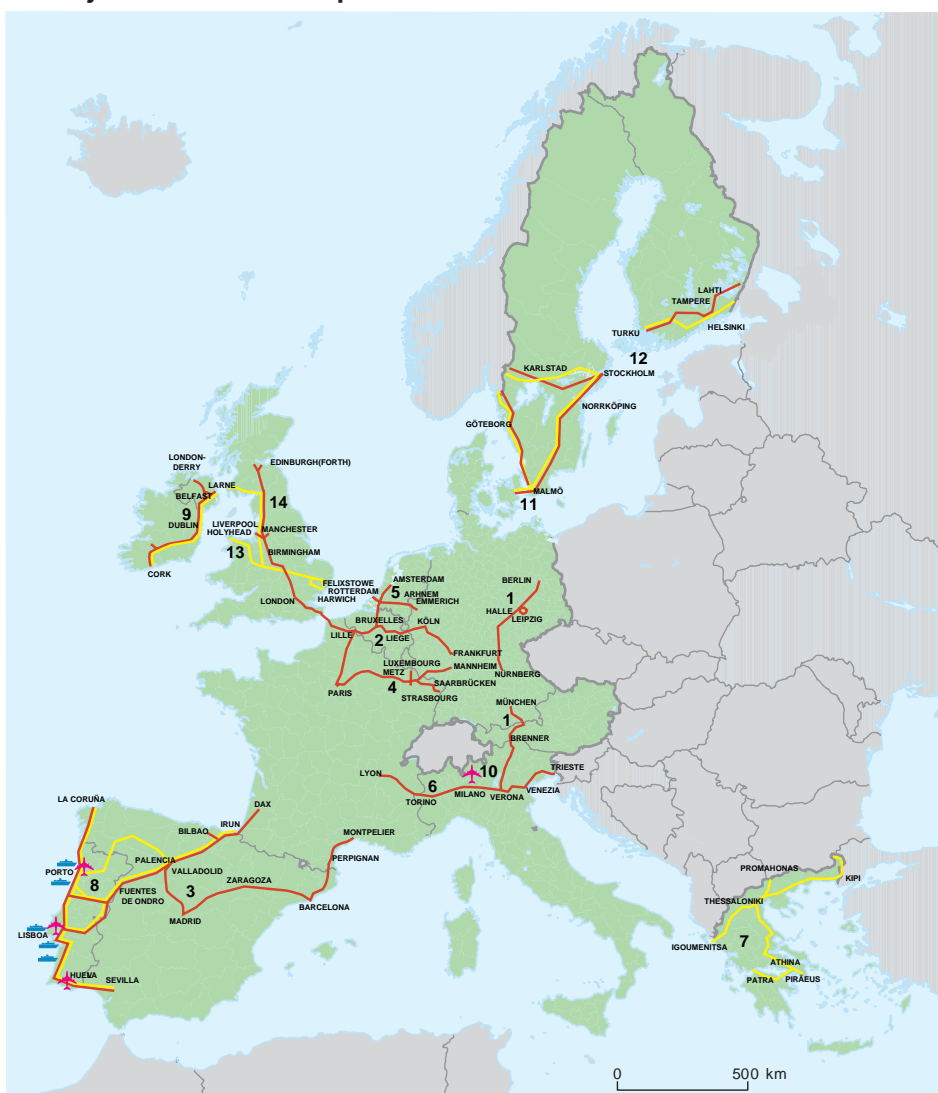 LAHTI
TAMPERE
TURKU
HELSINKI
12
KARLSTAD
STOCKHOLM
NORRKÖPING
GÖTEBORG
MALMÖ
11
LONDON-
DERRY
EDINBURGH(FORTH)
LARNE
BELFAST
14
9
DUBLIN
LIVERPOOL
HOLYHEAD
MANCHESTER
13
BIRMINGHAM
CORK
FELIXSTOWE
ROTTERDAM
HARWICH
LONDON
AMSTERDAM
5
ARHNEM
EMMERICH
BERLIN
1
HALLE
LEIPZIG
BRUXELLES
KÖLN
LILLE
2
LIEGE
FRANKFURT
LUXEMBOURG
MANNHEIM
METZ
NÜRNBERG
SAARBRÜCKEN
4
PARIS
STRASBOURG
MÜNCHEN
1
BRENNER
LYON
10
TRIESTE
6
TORINO
MILANO
VERONA
VENEZIA
LA CORUÑA
DAX
IRUN
BILBAO
MONTPELIER
PALENCIA
PERPIGNAN
PORTO
VALLADOLID
8
ZARAGOZA
FUENTES
DE ONDRO
3
MADRID
BARCELONA
LISBOA
HUELVA
SEVILLA
PROMAHONAS
KIPI
THESSALONIKI
IGOUMENITSA
7
ATHINA
PATRA
PIRÄEUS
0
500 km